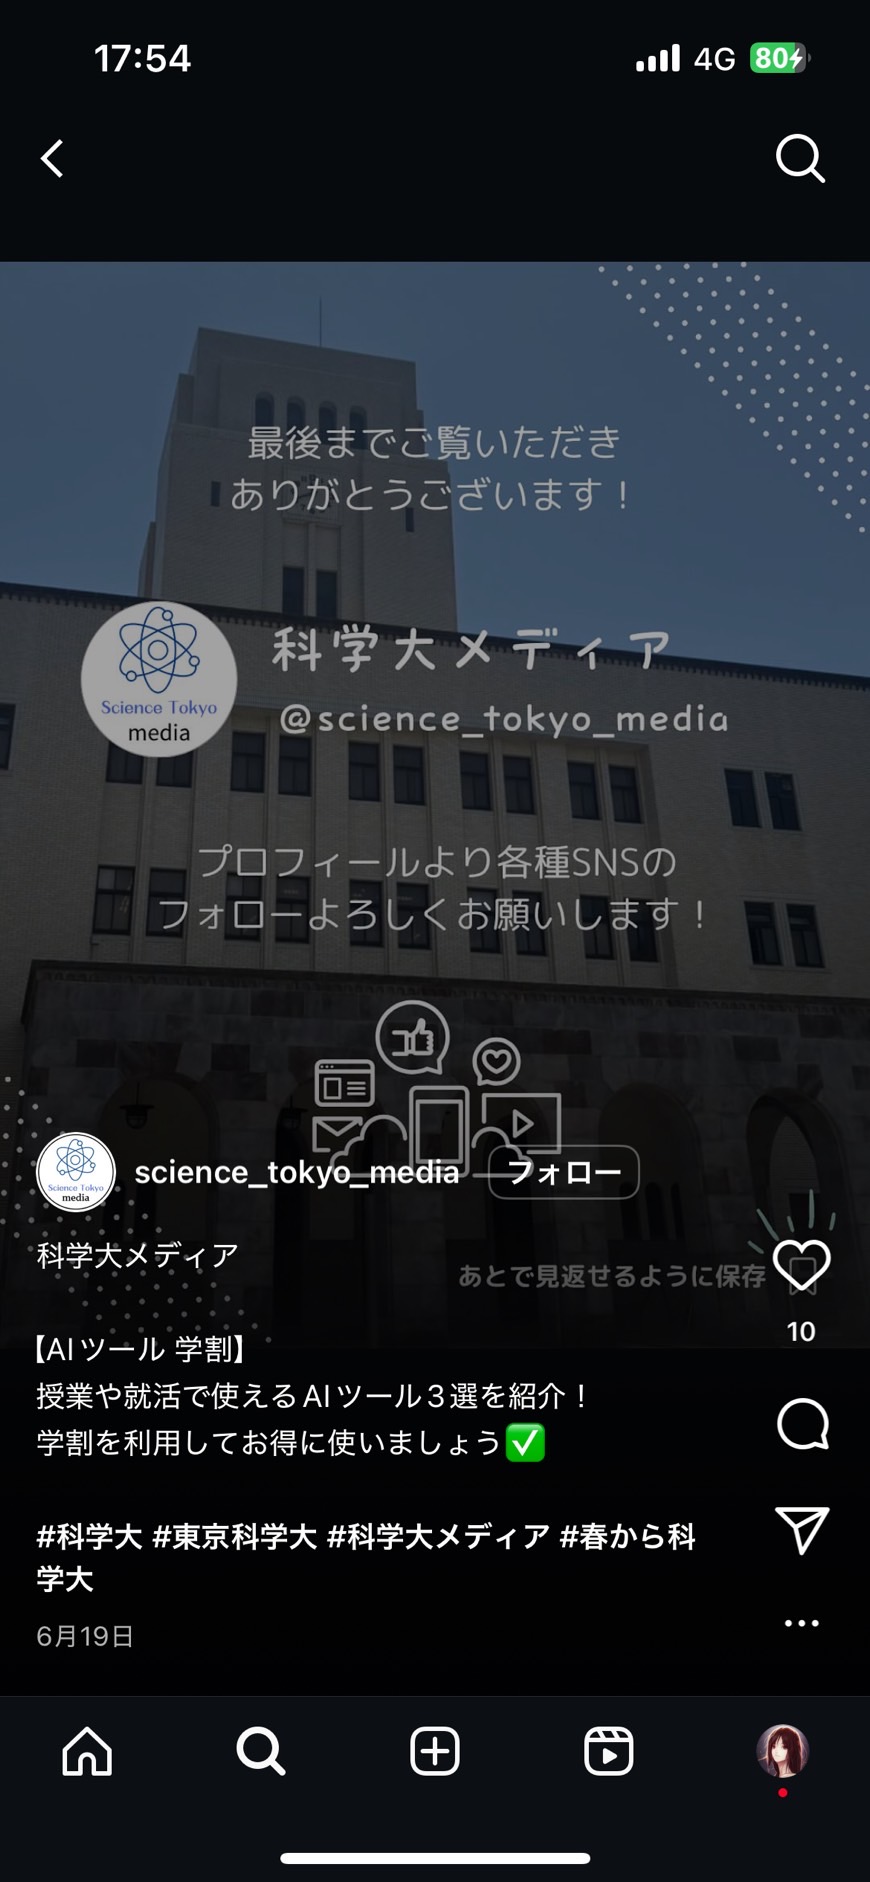 17:54
4G 80
最後までご覧いただき
ありがとうございます！
Science Tokyo
media
科学大メディア
@science_tokyo_media
プロフィールより各種SNSの
フォローよろしくお願いします！
Science Tokyo
media
science_tokyo_media
フォロー
科学大メディア
あとで見返せるように保存
10
【AIツール 学割】
授業や就活で使えるAIツール３選を紹介！
学割を利用してお得に使いましょう✅
#科学大 #東京科学大 #科学大メディア #春から科
学大
6月19日